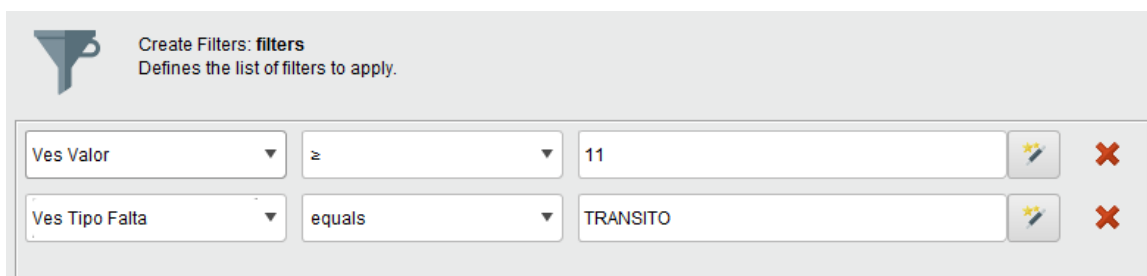 Create Filters: filters
Defines the list of filters to apply.
Ves Valor ≥ 11
Ves Tipo Falta equals TRANSITO